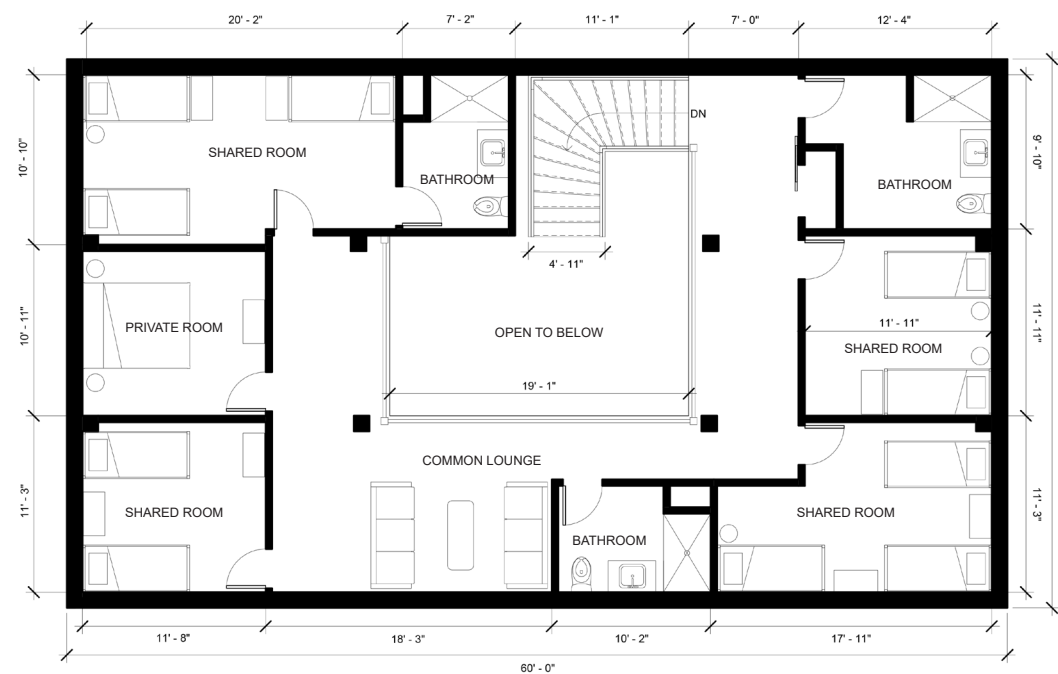 20' - 2"
7' - 2"
11' - 1"
7' - 0"
12' - 4"
DN
10' - 10"
SHARED ROOM
BATHROOM
BATHROOM
9' - 10"
4' - 11"
10' - 11"
PRIVATE ROOM
OPEN TO BELOW
11' - 11"
SHARED ROOM
11' - 11"
19' - 1"
COMMON LOUNGE
11' - 3"
SHARED ROOM
BATHROOM
SHARED ROOM
11' - 3"
11' - 8"
18' - 3"
10' - 2"
17' - 11"
60' - 0"